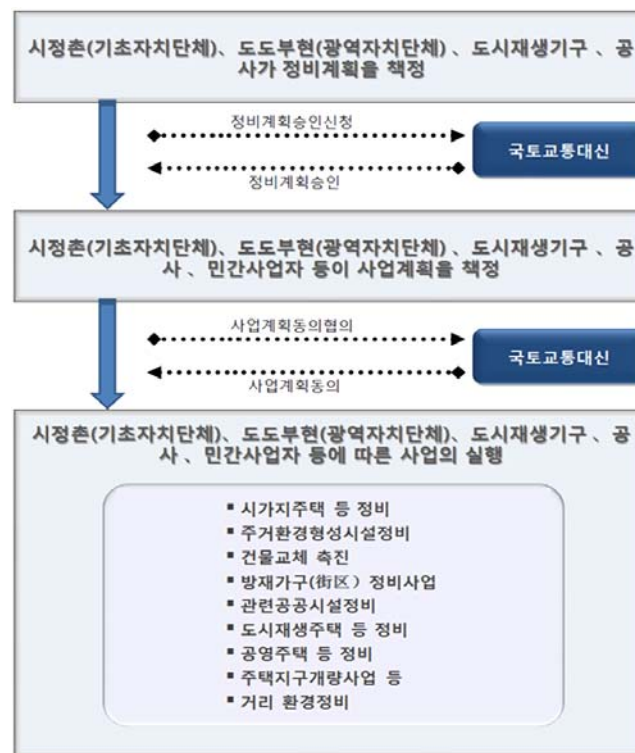 시정촌(기초자치단체)、도도부현(광역자치단체) 、도시재생기구 、공
사가 정비계획을 책정
정비계획승인신청
국토교통대신
정비계획승인
시정촌(기초자치단체)、도도부현(광역자치단체) 、도시재생기구 、공
사 、민간사업자 등이 사업계획을 책정
사업계획동의협의
국토교통대신
사업계획동의
시정촌(기초자치단체)、도도부현(광역자치단체)、도시재생기구 、공
사 、민간사업자 등에 따른 사업의 실행
▪ 시가지주택 등 정비
▪ 주거환경형성시설정비
▪ 건물교체 촉진
▪ 방재가구(街区）정비사업
▪ 관련공공시설정비
▪ 도시재생주택 등 정비
▪ 공영주택 등 정비
▪ 주택지구개량사업 등
▪ 거리 환경정비